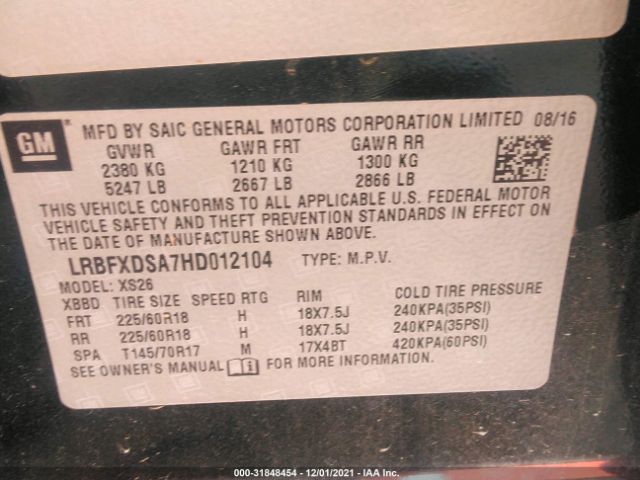 GM
®
MFD BY SAIC GENERAL MOTORS CORPORATION LIMITED 08/16
GVWR GAWR FRT GAWR RR
2380 KG 1210 KG 1300 KG
5247 LB 2667 LB 2866 LB
THIS VEHICLE CONFORMS TO ALL APPLICABLE U.S. FEDERAL MOTOR
VEHICLE SAFETY AND THEFT PREVENTION STANDARDS IN EFFECT ON
THE DATE OF MANUFACTURE SHOWN ABOVE.
LRBFXDSA7HD012104 TYPE: M.P.V.
MODEL: XS26
XBBD TIRE SIZE SPEED RTG RIM COLD TIRE PRESSURE
FRT 225/60R18 H 18X7.5J 240KPA(35PSI)
RR 225/60R18 H 18X7.5J 240KPA(35PSI)
SPA T145/70R17 M 17X4BT 420KPA(60PSI)
SEE OWNER'S MANUAL FOR MORE INFORMATION
000-31848454 - 12/01/2021 - IAA Inc.